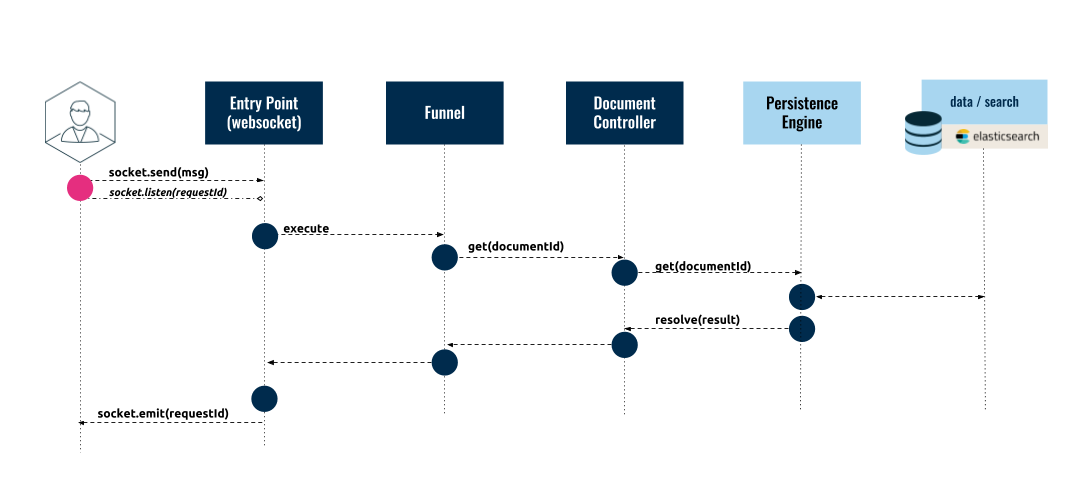 Entry Point
(websocket)
Funnel
Document
Controller
Persistence
Engine
data / search
elasticsearch
socket.send(msg)
socket.listen(requestId)
execute
get(documentId)
get(documentId)
resolve(result)
socket.emit(requestId)